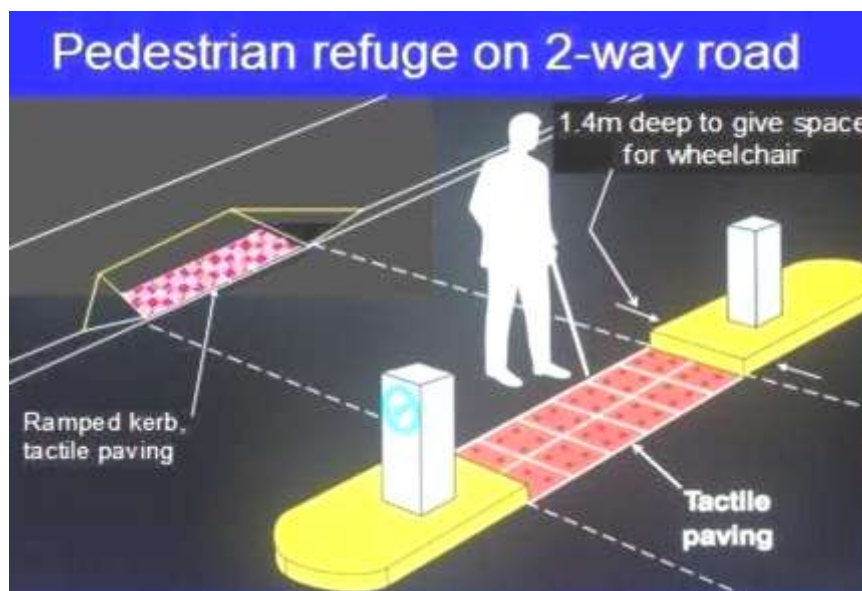 Pedestrian refuge on 2-way road
1.4m deep to give space
for wheelchair
Ramped kerb,
tactile paving
Tactile
paving